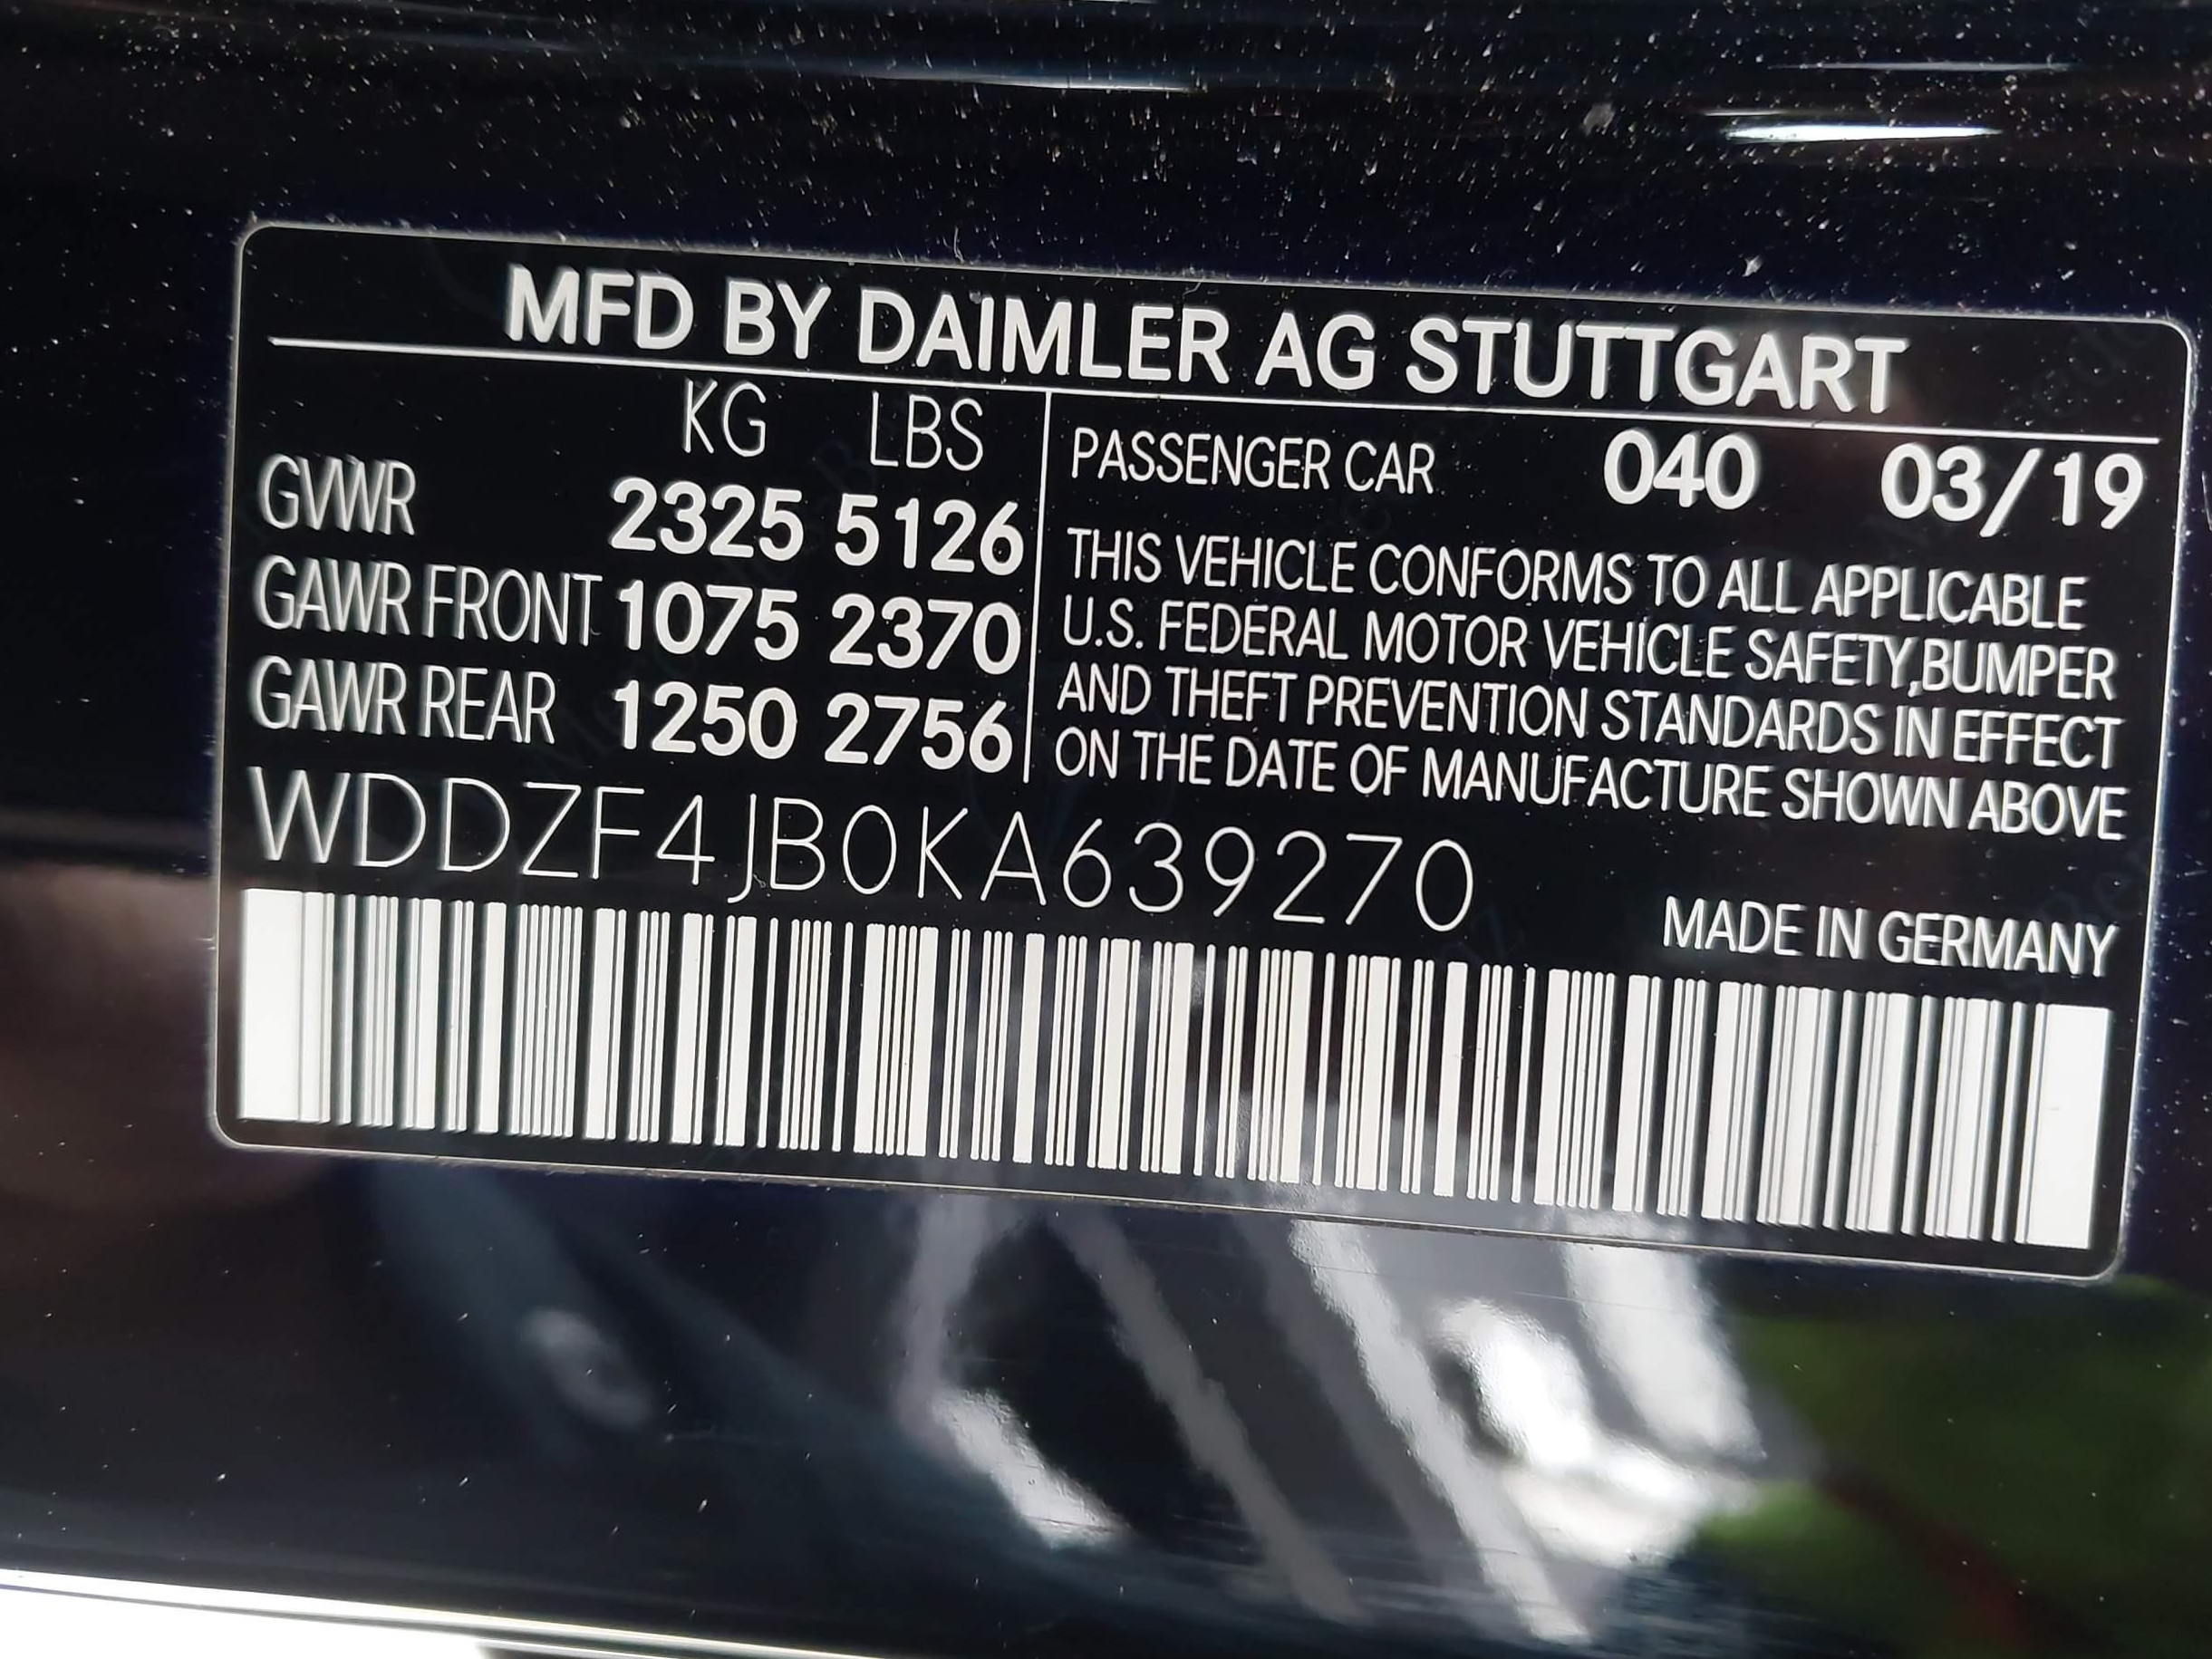 MFD BY DAIMLER AG STUTTGART
KG LBS
GVWR 2325 5126
GAWR FRONT 1075 2370
GAWR REAR 1250 2756
PASSENGER CAR 040 03/19
THIS VEHICLE CONFORMS TO ALL APPLICABLE
U.S. FEDERAL MOTOR VEHICLE SAFETY,BUMPER
AND THEFT PREVENTION STANDARDS IN EFFECT
ON THE DATE OF MANUFACTURE SHOWN ABOVE
WDDZF4JB0KA639270
MADE IN GERMANY